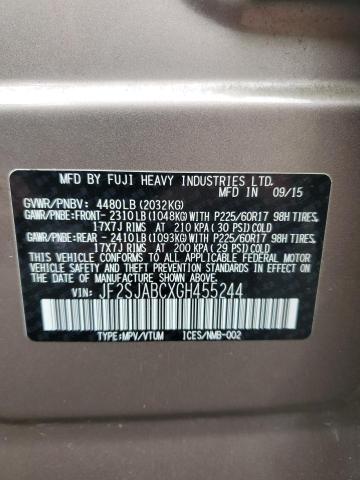 MFD BY FUJI HEAVY INDUSTRIES LTD.
MFD IN 09/15
GVWR/PNBV: 4480LB (2032KG)
GAWR/PNBE:FRONT- 2310LB (1048KG) WITH P225/60R17 98H TIRES,
17X7J RIMS, AT 210 KPA ( 30 PSI) COLD
GAWR/PNBE:REAR - 2410LB (1093KG) WITH P225/60R17 98H TIRES,
17X7J RIMS, AT 200 KPA ( 29 PSI) COLD
THIS VEHICLE CONFORMS TO ALL APPLICABLE FEDERAL
MOTOR VEHICLE SAFETY STANDARDS IN EFFECT ON THE
DATE OF MANUFACTURE SHOWN ABOVE.
VIN: JF2SJABCXGH455244
TYPE:MPV/VTUM ICES/NMB-002